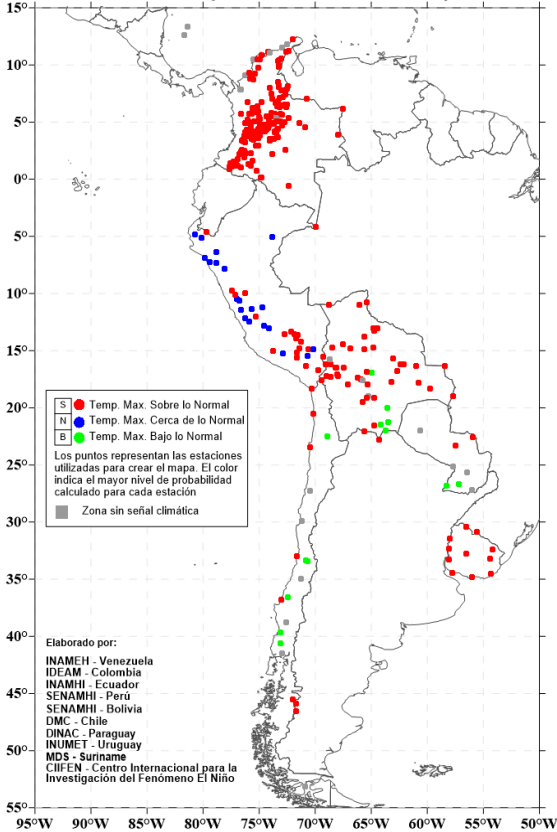 15°
10°
5°
0°
5°
10°
15°
20°
25°
30°
35°
40°
45°
50°
55°
S Temp. Max. Sobre lo Normal
N Temp. Max. Cerca de lo Normal
B Temp. Max. Bajo lo Normal
Los puntos representan las estaciones
utilizadas para crear el mapa. El color
indica el mayor nivel de probabilidad
calculado para cada estación
Zona sin señal climática
Elaborado por:
INAMEH - Venezuela
IDEAM - Colombia
INAMHI - Ecuador
SENAMHI - Perú
SENAMHI - Bolivia
DMC - Chile
DINAC - Paraguay
INUMET - Uruguay
MDS - Suriname
CIIFEN - Centro Internacional para la
Investigación del Fenómeno El Niño
95°W 90°W 85°W 80°W 75°W 70°W 65°W 60°W 55°W 50°W